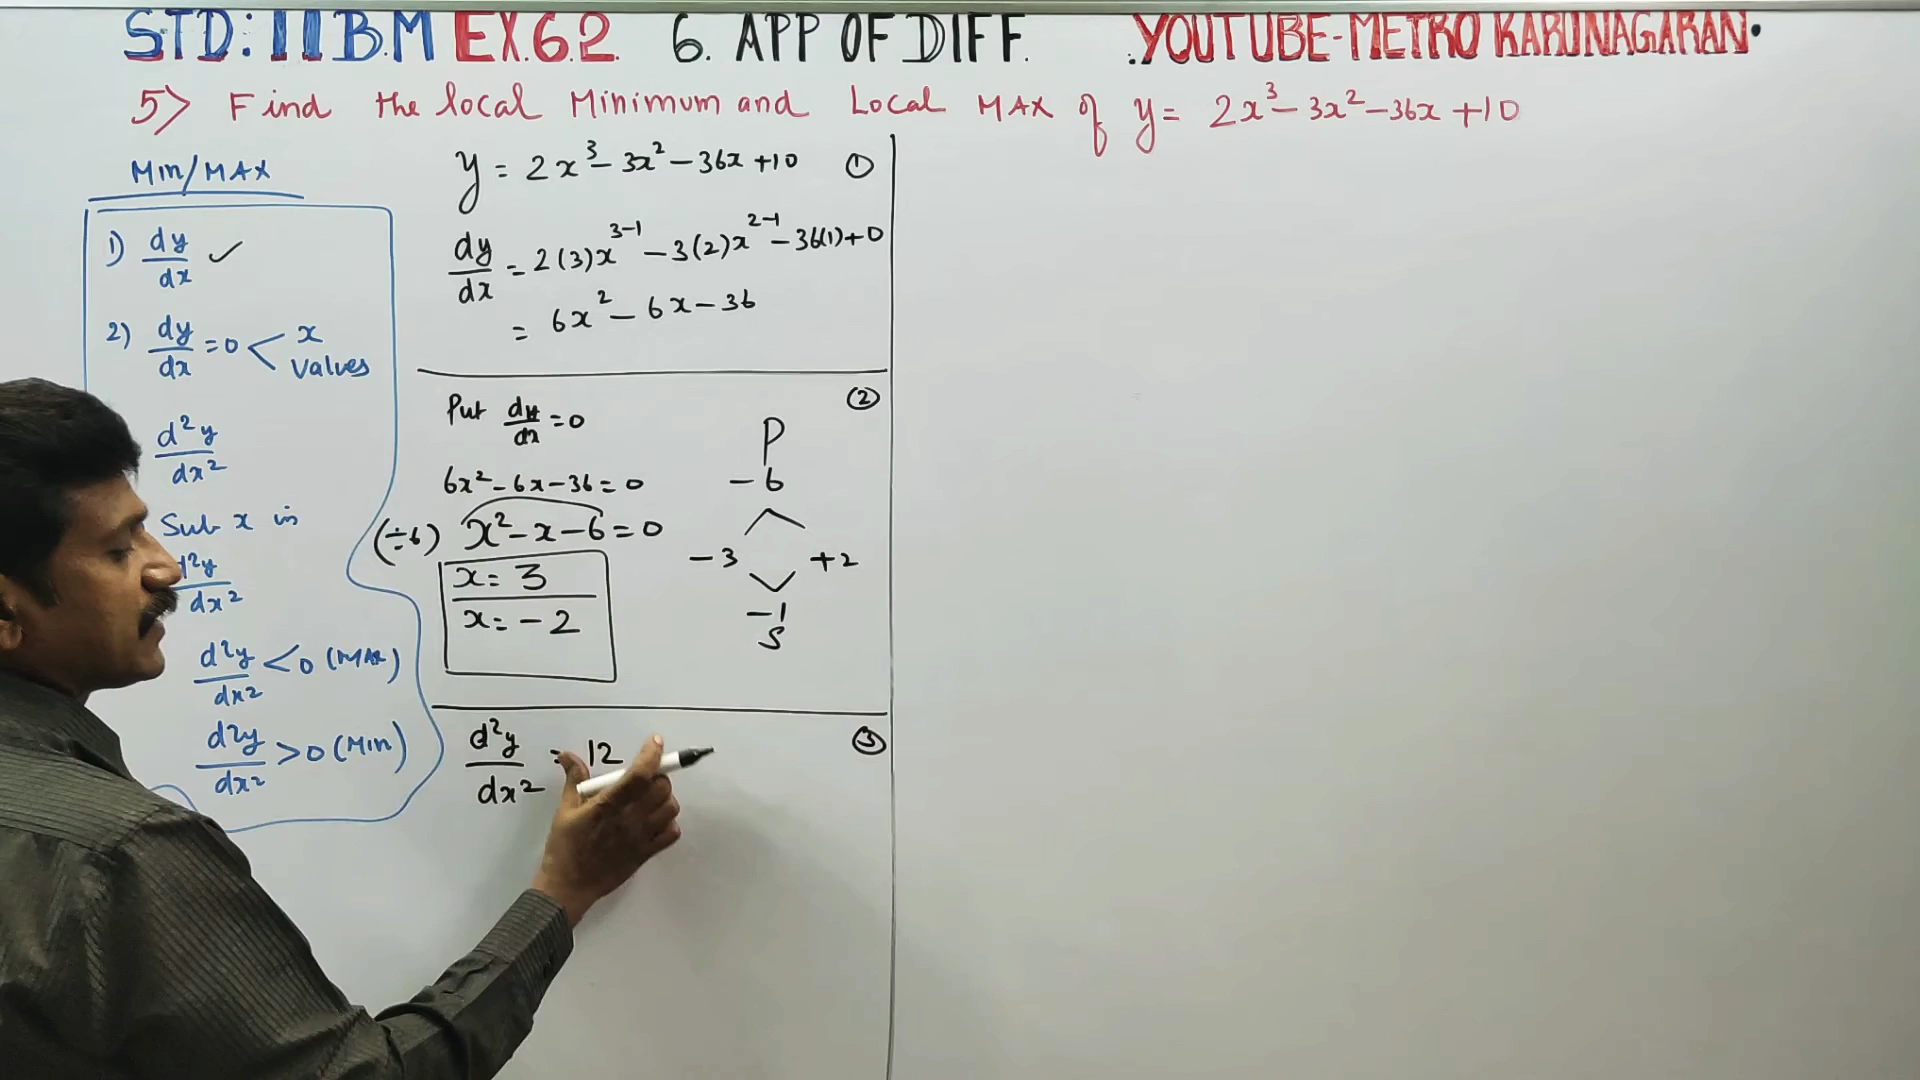 STD: 11 B.M EX.6.2. 6. APP OF DIFF. .YOUTUBE-METRO KARUNAGARAN.
5) Find the local Minimum and Local MAX of y = 2x³ - 3x² - 36x + 10
Min/MAX
1) dy/dx ✓
2) dy/dx = 0 < x values
d²y/dx²
Sub x in
d²y/dx²
d²y/dx² < 0 (MAX)
d²y/dx² > 0 (Min)
y = 2x³ - 3x² - 36x + 10 ①
dy/dx = 2(3)x³⁻¹ - 3(2)x²⁻¹ - 36(1) + 0
= 6x² - 6x - 36
Put dy/dx = 0 ②
6x² - 6x - 36 = 0
(÷6) x² - x - 6 = 0
x = 3
x = -2
P
-6
-3 +2
-1
S
d²y/dx² = 12 ③